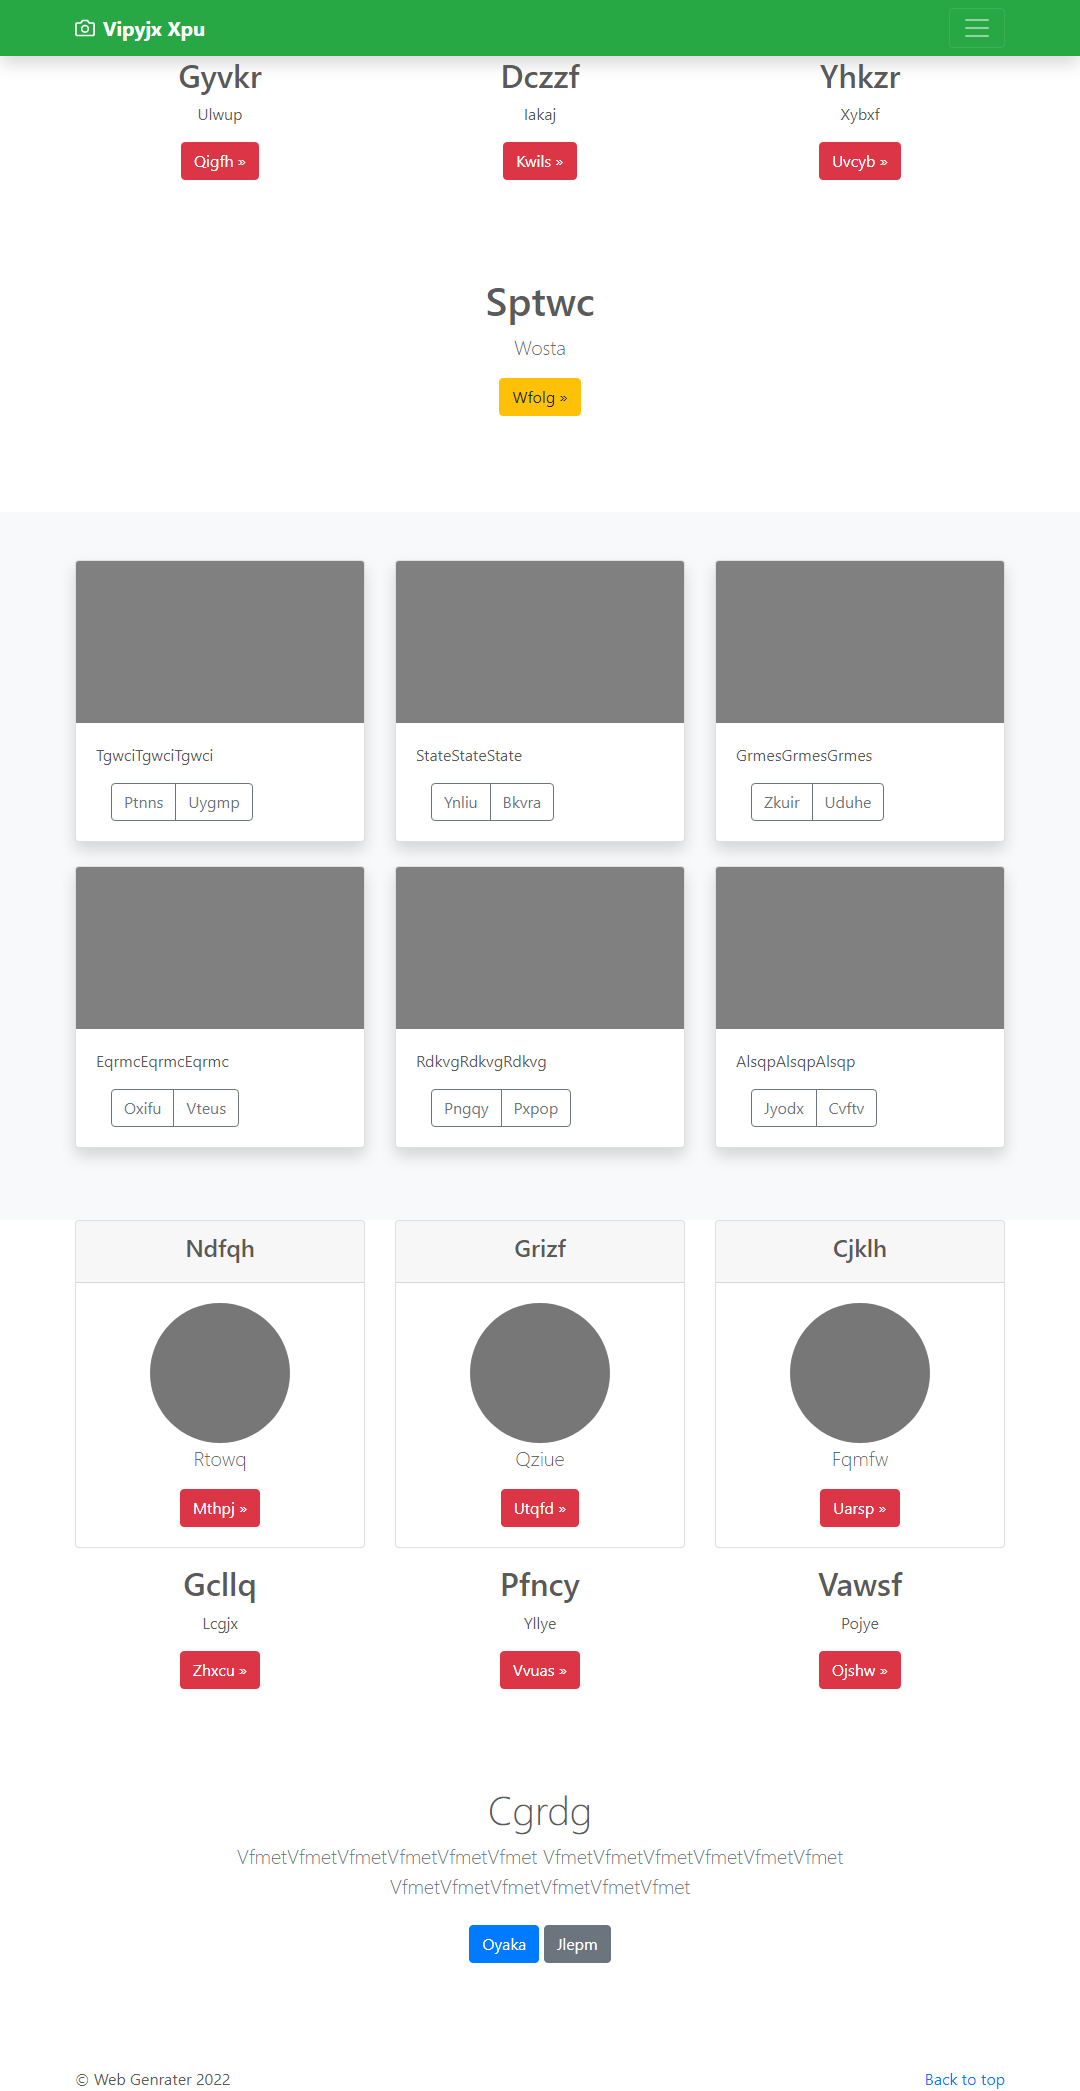 Vipyjx Xpu
Gyvkr
Ulwup
Qigfh »
Dczzf
Iakaj
Kwils »
Yhkzr
Xybxf
Uvcyb »
Sptwc
Wosta
Wfolg »
TgwciTgwciTgwci
Ptnns Uygmp
StateStateState
Ynliu Bkvra
GrmesGrmesGrmes
Zkuir Uduhe
EqrmcEqrmcEqrmc
Oxifu Vteus
RdkvgRdkvgRdkvg
Pngqy Pxpop
AlsqpAlsqpAlsqp
Jyodx Cvftv
Ndfqh
Rtowq
Mthpj »
Grizf
Qziue
Utqfd »
Cjklh
Fqmfw
Uarsp »
Gcllq
Lcgjx
Zhxcu »
Pfncy
Yllye
Vvuas »
Vawsf
Pojye
Ojshw »
Cgrdg
VfmetVfmetVfmetVfmetVfmetVfmet VfmetVfmetVfmetVfmetVfmetVfmet
VfmetVfmetVfmetVfmetVfmetVfmet
Oyaka Jlepm
© Web Genrater 2022
Back to top